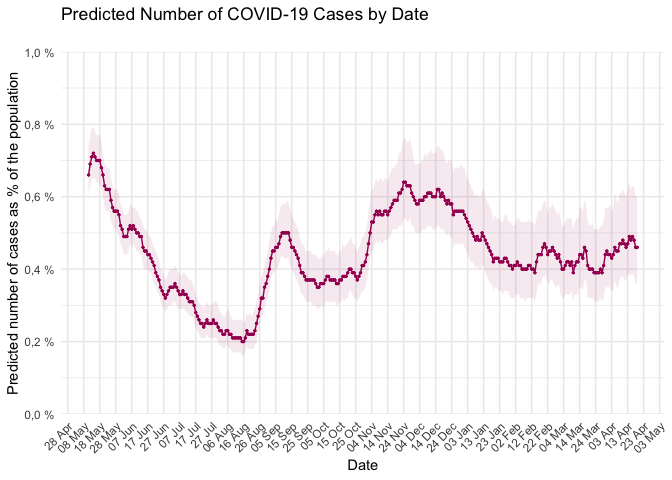 Predicted Number of COVID-19 Cases by Date
Predicted number of cases as % of the population
1,0 %
0,8 %
0,6 %
0,4 %
0,2 %
0,0 %
28 Apr
08 May
18 May
28 May
07 Jun
17 Jun
27 Jun
07 Jul
17 Jul
27 Jul
06 Aug
16 Aug
26 Aug
05 Sep
15 Sep
25 Sep
05 Oct
15 Oct
25 Oct
04 Nov
14 Nov
24 Nov
04 Dec
14 Dec
24 Dec
03 Jan
13 Jan
23 Jan
02 Feb
12 Feb
22 Feb
04 Mar
14 Mar
24 Mar
03 Apr
13 Apr
23 Apr
03 May
Date